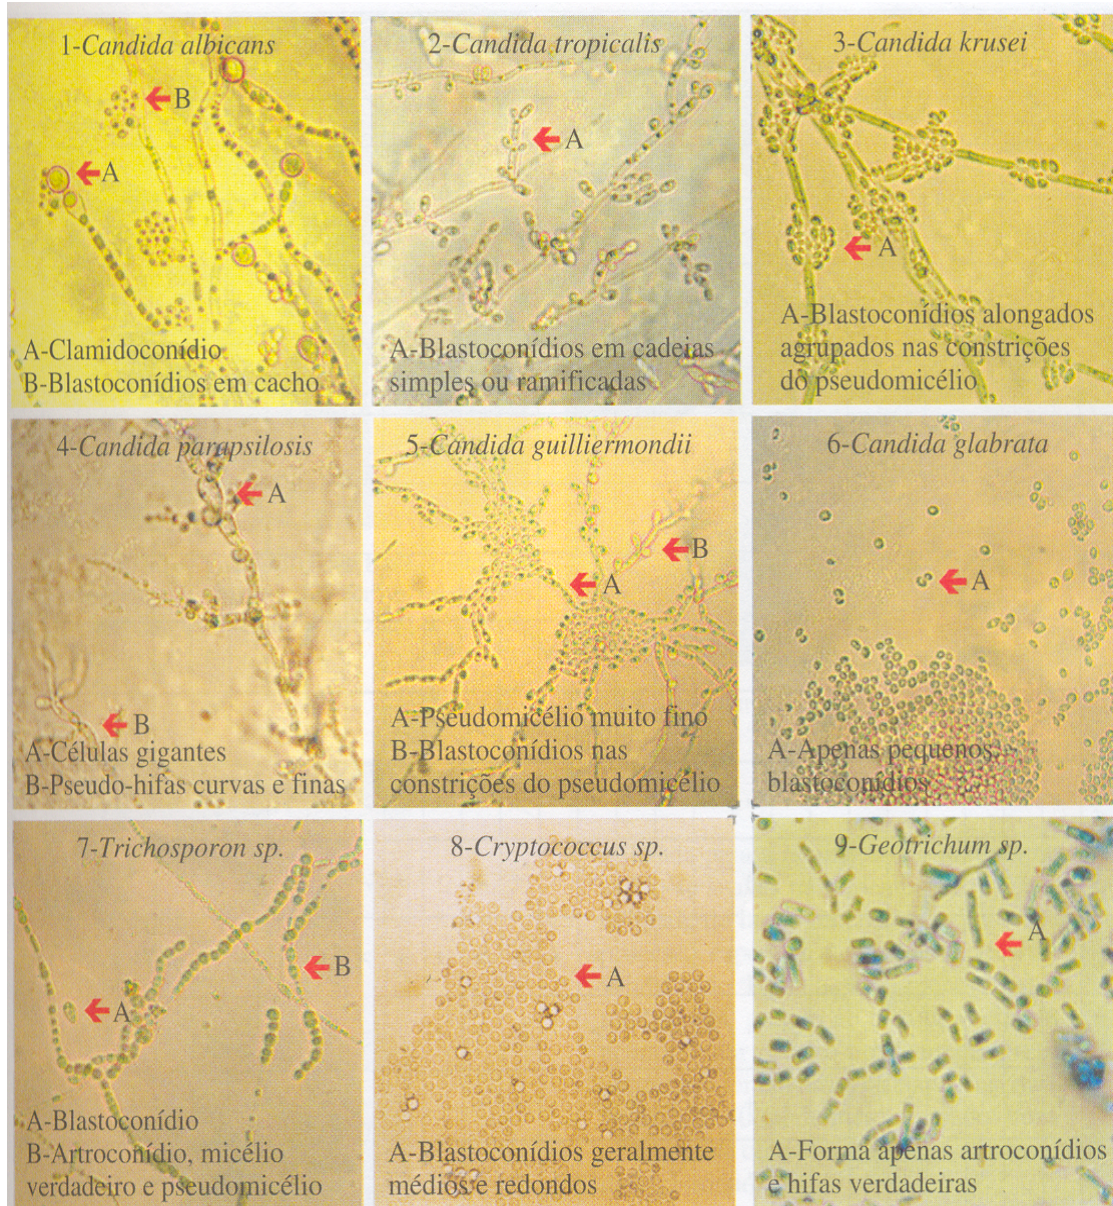 1-Candida albicans
B
A
A-Clamidoconídio
B-Blastoconídios em cacho
2-Candida tropicalis
A
A-Blastoconídios em cadeias
simples ou ramificadas
3-Candida krusei
A
A-Blastoconídios alongados
agrupados nas constrições
do pseudomicélio
4-Candida parapsilosis
A
B
A-Células gigantes
B-Pseudo-hifas curvas e finas
5-Candida guilliermondii
B
A
A-Pseudomicélio muito fino
B-Blastoconídios nas
constrições do pseudomicélio
6-Candida glabrata
A
A-Apenas pequenos
blastoconídios
7-Trichosporon sp.
B
A
A-Blastoconídio
B-Artroconídio, micélio
verdadeiro e pseudomicélio
8-Cryptococcus sp.
A
A-Blastoconídios geralmente
médios e redondos
9-Geotrichum sp.
A
A-Forma apenas artroconídios
e hifas verdadeiras